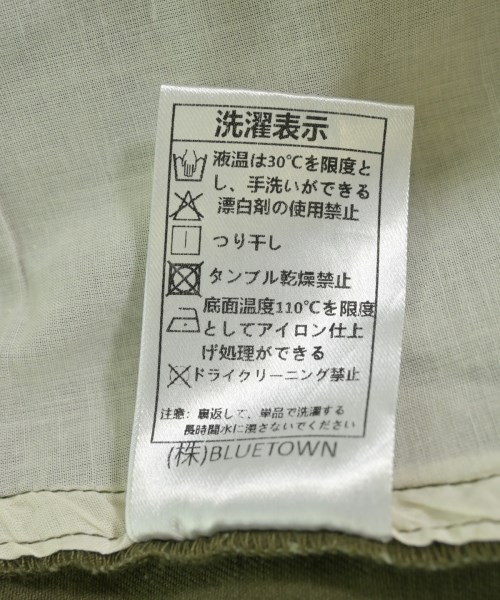 洗濯表示
液温は30℃を限度と
し、手洗いができる
漂白剤の使用禁止
つり干し
タンブル乾燥禁止
底面温度110℃を限度
としてアイロン仕上
げ処理ができる
ドライクリーニング禁止
注意：裏返して、単品で洗濯する
長時間水に浸さないでください
(株)BLUETOWN